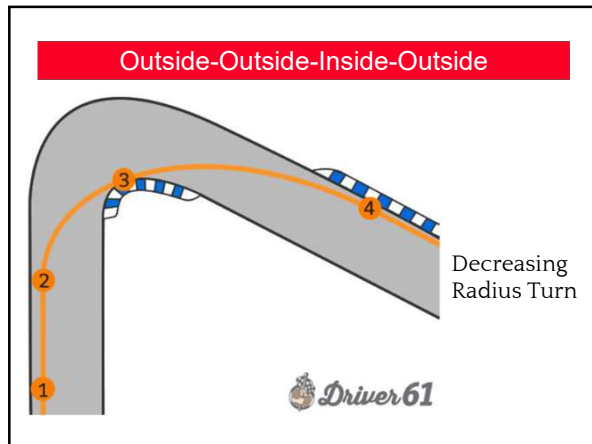 Outside-Outside-Inside-Outside
3
4
2
Decreasing
Radius Turn
1
Driver61